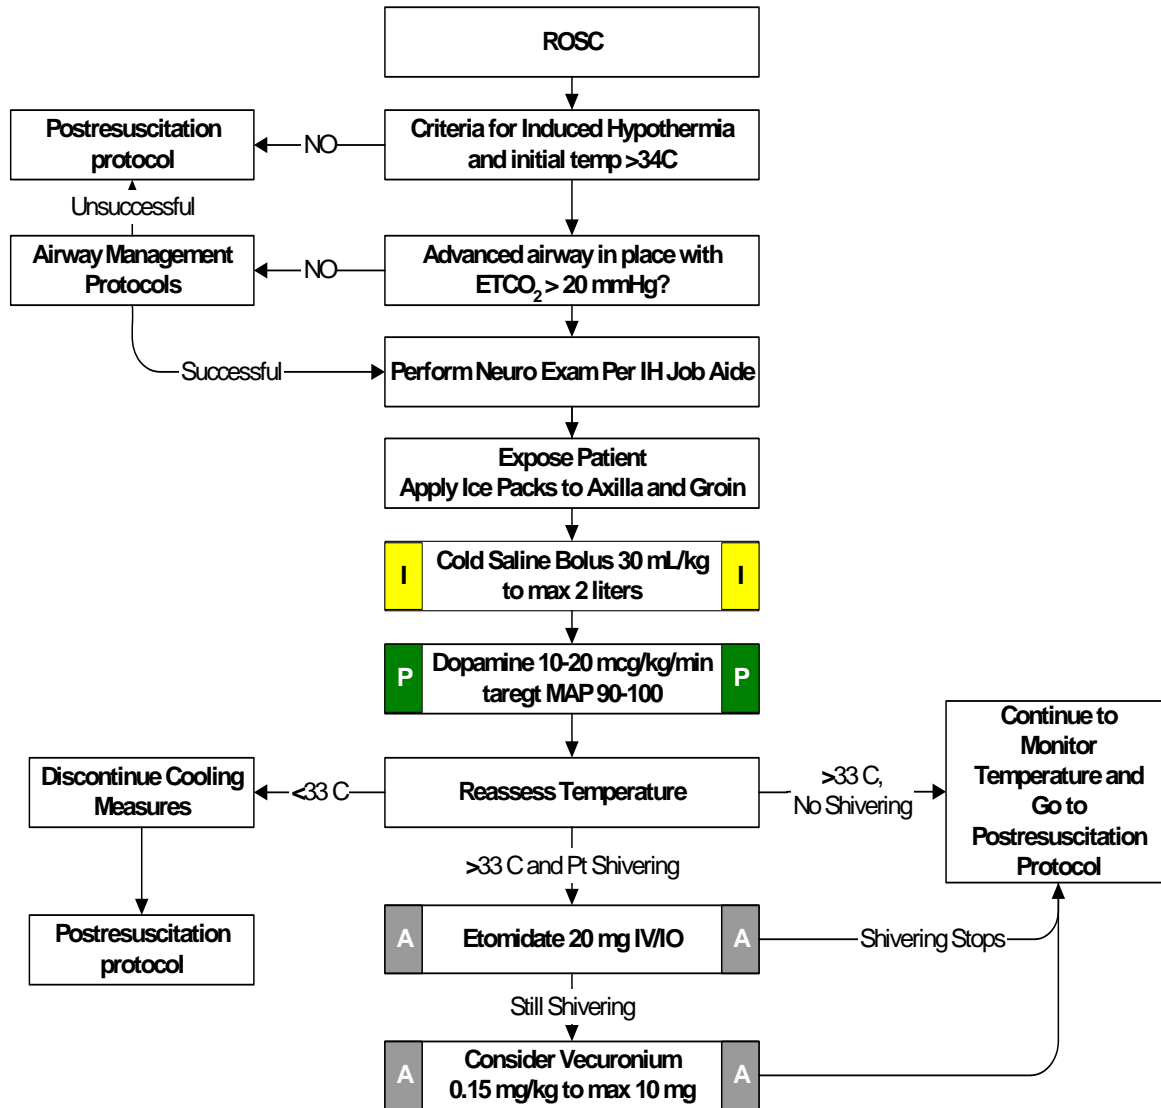 ROSC
Postresuscitation
protocol
NO
Criteria for Induced Hypothermia
and initial temp >34C
Unsuccessful
Airway Management
Protocols
NO
Advanced airway in place with
ETCO2 > 20 mmHg?
Successful
Perform Neuro Exam Per IH Job Aide
Expose Patient
Apply Ice Packs to Axilla and Groin
I
Cold Saline Bolus 30 mL/kg
to max 2 liters
I
P
Dopamine 10-20 mcg/kg/min
taregt MAP 90-100
P
Discontinue Cooling
Measures
<33 C
Reassess Temperature
>33 C,
No Shivering
Continue to
Monitor
Temperature and
Go to
Postresuscitation
Protocol
>33 C and Pt Shivering
Postresuscitation
protocol
A
Etomidate 20 mg IV/IO
A
Shivering Stops
Still Shivering
A
Consider Vecuronium
0.15 mg/kg to max 10 mg
A